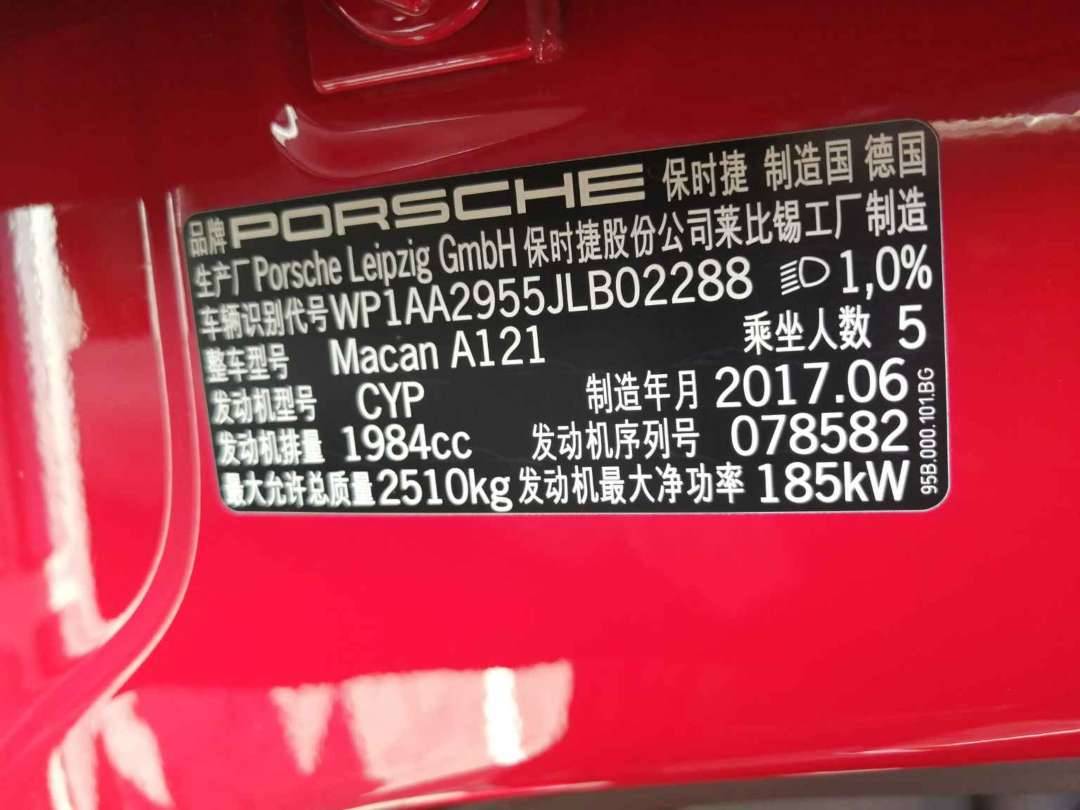 品牌 PORSCHE 保时捷 制造国 德国
生产厂 Porsche Leipzig GmbH 保时捷股份公司莱比锡工厂制造
车辆识别代号 WP1AA2955JLB02288 1,0%
整车型号 Macan A121 乘坐人数 5
发动机型号 CYP 制造年月 2017.06
发动机排量 1984cc 发动机序列号 078582
最大允许总质量 2510kg 发动机最大净功率 185kW
95B.000.101.BG